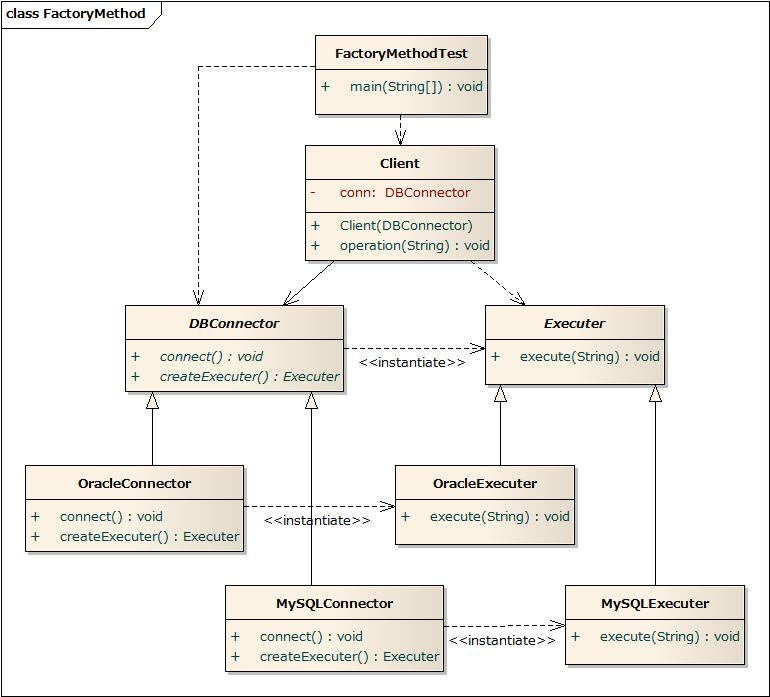 class FactoryMethod
FactoryMethodTest
+ main(String[]) : void
Client
- conn: DBConnector
+ Client(DBConnector)
+ operation(String) : void
DBConnector
+ connect() : void
+ createExecuter() : Executer
<<instantiate>>
Executer
+ execute(String) : void
OracleConnector
+ connect() : void
+ createExecuter() : Executer
<<instantiate>>
OracleExecuter
+ execute(String) : void
MySQLConnector
+ connect() : void
+ createExecuter() : Executer
<<instantiate>>
MySQLExecuter
+ execute(String) : void